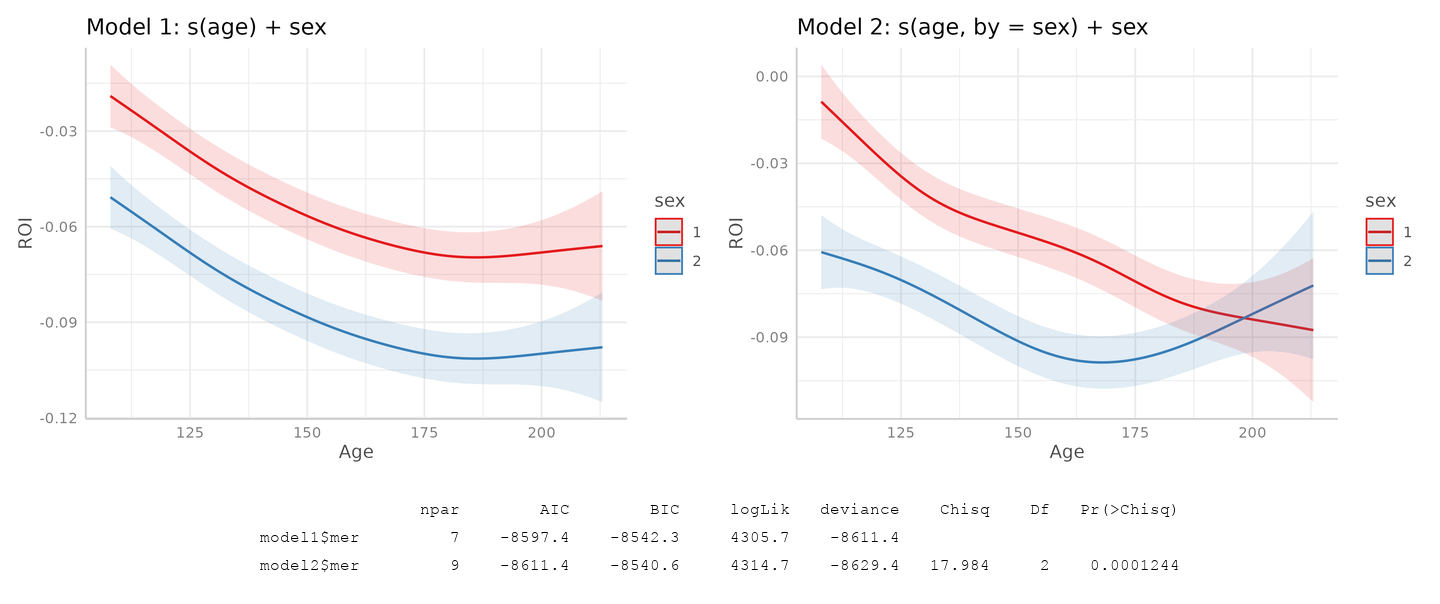 Model 1: s(age) + sex
-0.03
-0.06
-0.09
-0.12
ROI
125 150 175 200
Age
sex
1
2
Model 2: s(age, by = sex) + sex
0.00
-0.03
-0.06
-0.09
ROI
125 150 175 200
Age
sex
1
2
npar AIC BIC logLik deviance Chisq Df Pr(>Chisq)
model1$mer 7 -8597.4 -8542.3 4305.7 -8611.4
model2$mer 9 -8611.4 -8540.6 4314.7 -8629.4 17.984 2 0.0001244